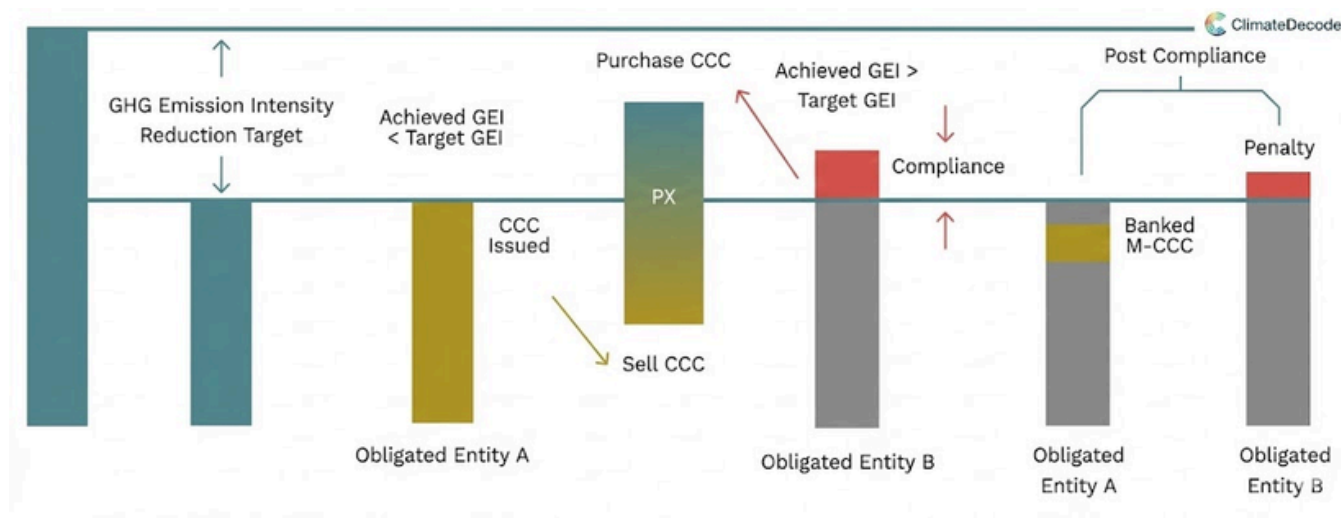 ClimateDecode
GHG Emission Intensity
Reduction Target
Achieved GEI
< Target GEI
CCC
Issued
Obligated Entity A
Purchase CCC
PX
Sell CCC
Achieved GEI >
Target GEI
Compliance
Obligated Entity B
Post Compliance
Banked
M-CCC
Penalty
Obligated
Entity A
Obligated
Entity B